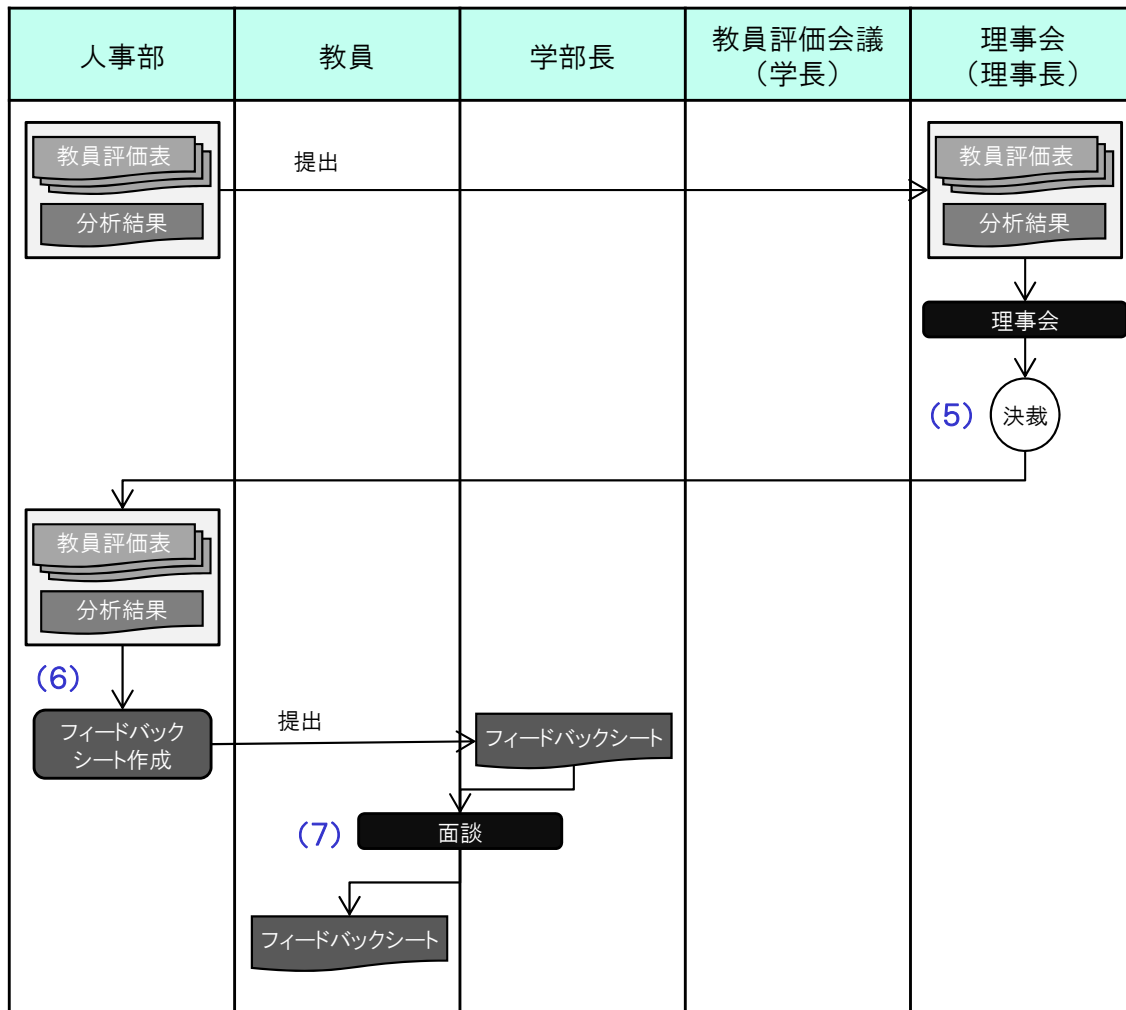 人事部
教員
学部長
教員評価会議
（学長）
理事会
（理事長）
教員評価表
分析結果
提出
教員評価表
分析結果
理事会
（5）
決裁
教員評価表
分析結果
（6）
フィードバック
シート作成
提出
フィードバックシート
（7）
面談
フィードバックシート